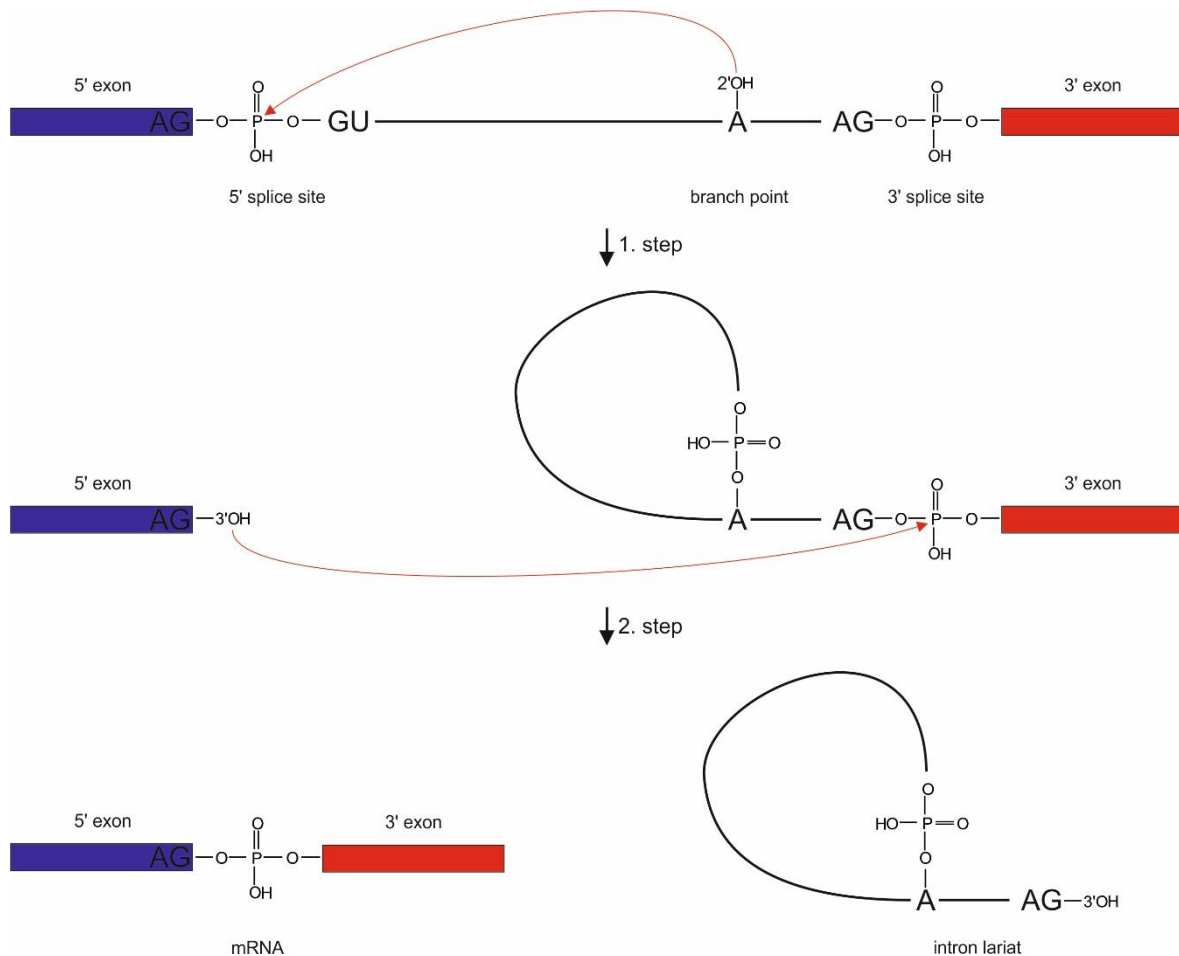 5' exon
3' exon
AG—O—P—O—GU
O
OH
2'OH
A
AG—O—P—O
O
OH
5' splice site
branch point
3' splice site
1. step
O
HO—P=O
O
5' exon
3' exon
AG—3'OH
A
AG—O—P—O
O
OH
2. step
O
HO—P=O
O
5' exon
3' exon
AG—O—P—O
O
OH
A
AG—3'OH
mRNA
intron lariat